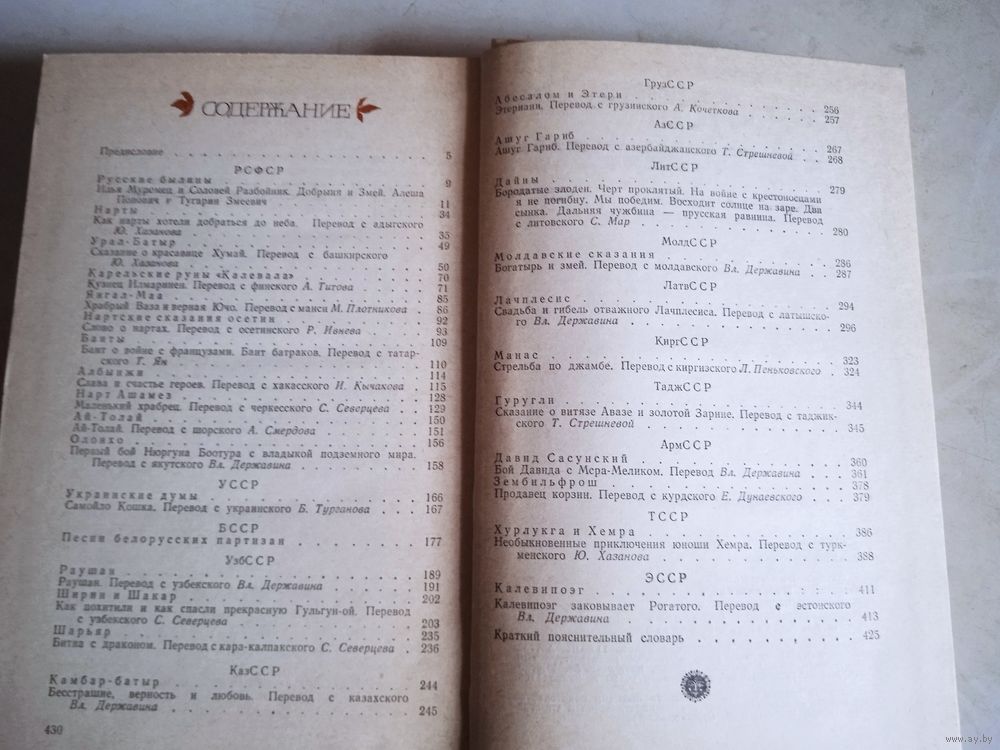 СОДЕРЖАНИЕ
Предисловие . . . 5
РСФСР
Русские былины . . . 9
Илья Муромец и Соловей Разбойник. Добрыня и Змей. Алеша
Попович и Тугарин Змеевич . . . 11
Нарты . . . 34
Как нарты хотели добраться до неба. Перевод с адыгского
Ю. Хазанова . . . 35
Урал-Батыр . . . 49
Сказание о красавице Хумай. Перевод с башкирского
Ю. Хазанова . . . 50
Карельские руны «Калевала» . . . 70
Кузнец Илмаринен. Перевод с финского А. Титова . . . 71
Янгал-Маа . . . 85
Храбрый Ваза и верная Ючо. Перевод с манси М. Плотникова . 86
Нартские сказания осетин . . . 92
Слово о нартах. Перевод с осетинского Р. Ивнева . . . 93
Баиты . . . 109
Баит о войне с французами. Баит батраков. Перевод с татар-
ского Г. Ян . . . 110
Албынжи . . . 114
Слава и счастье героев. Перевод с хакасского И. Кычакова . . 115
Нарт Ашамез . . . 128
Маленький храбрец. Перевод с черкесского С. Северцева . . 129
Ай-Толай . . . 150
Ай-Толай. Перевод с шорского А. Смердова . . . 151
Олонхо . . . 156
Первый бой Нюргуна Боотура с владыкой подземного мира.
Перевод с якутского Вл. Державина . . . 158
УССР
Украинские думы . . . 166
Самойло Кошка. Перевод с украинского Б. Турганова . . . 167
БССР
Песни белорусских партизан . . . 177
УзбССР
Раушан . . . 189
Раушан. Перевод с узбекского Вл. Державина . . . 191
Ширин и Шакар . . . 202
Как похитили и как спасли прекрасную Гульгун-ой. Перевод
с узбекского С. Северцева . . . 203
Шарьяр . . . 235
Битва с драконом. Перевод с кара-калпакского С. Северцева . 236
КазССР
Камбар-батыр . . . 244
Бесстрашие, верность и любовь. Перевод с казахского
Вл. Державина . . . 245
430
ГрузССР
Абесалом и Этери . . . 256
Этериани. Перевод с грузинского А. Кочеткова . . . 257
АзССР
Ашуг Гариб . . . 267
Ашуг Гариб. Перевод с азербайджанского Т. Стрешневой . . 268
ЛитССР
Дайны . . . 279
Бородатые злодеи. Черт проклятый. На войне с крестоносцами
я не погибну. Мы победим. Восходит солнце на заре. Два
сынка. Дальняя чужбина — прусская равнина. Перевод
с литовского С. Мар . . . 280
МолдССР
Молдавские сказания . . . 286
Богатырь и змей. Перевод с молдавского Вл. Державина . . . 287
ЛатвССР
Лачплесис . . . 294
Свадьба и гибель отважного Лачплесиса. Перевод с латышско-
го Вл. Державина . . . 296
КиргССР
Манас . . . 323
Стрельба по джамбе. Перевод с киргизского Л. Пеньковского . 324
ТаджССР
Гуругли . . . 344
Сказание о витязе Авазе и золотой Зарине. Перевод с таджик-
ского Т. Стрешневой . . . 345
АрмССР
Давид Сасунский . . . 360
Бой Давида с Мсра-Меликом. Перевод Вл. Державина . . . 361
Зембильфрош . . . 378
Продавец корзин. Перевод с курдского Е. Дунаевского . . . 379
ТССР
Хурлукга и Хемра . . . 386
Необыкновенные приключения юноши Хемра. Перевод с турк-
менского Ю. Хазанова . . . 388
ЭССР
Калевипоэг . . . 411
Калевипоэг заковывает Рогатого. Перевод с эстонского
Вл. Державина . . . 413
Краткий пояснительный словарь . . . 425
www.ay.by